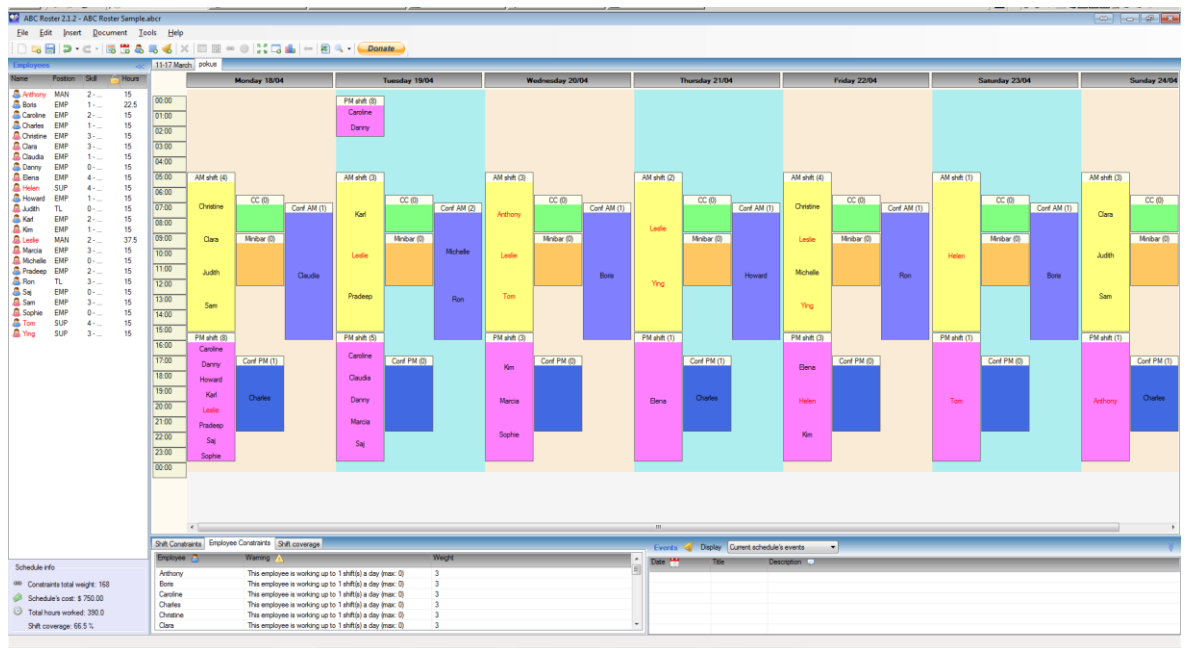 ABC Roster 2.1.2 - ABC Roster Sample.abcr
File Edit Insert Document Tools Help
Donate
Employees
Name Position Skill Hours
Anthony MAN 2 - ... 15
Boris EMP 1 - ... 22.5
Caroline EMP 2 - ... 15
Charles EMP 1 - ... 15
Christine EMP 3 - ... 15
Clara EMP 3 - ... 15
Claudia EMP 1 - ... 15
Danny EMP 0 - ... 15
Elena EMP 4 - ... 15
Helen SUP 4 - ... 15
Howard EMP 1 - ... 15
Judith TL 0 - ... 15
Karl EMP 2 - ... 15
Kim EMP 1 - ... 15
Leslie MAN 2 - ... 37.5
Marcia EMP 3 - ... 15
Michelle EMP 0 - ... 15
Pradeep EMP 2 - ... 15
Ron TL 3 - ... 15
Saj EMP 0 - ... 15
Sam EMP 3 - ... 15
Sophie EMP 0 - ... 15
Tom SUP 4 - ... 15
Ying SUP 3 - ... 15
Schedule info
Constraints total weight: 168
Schedule's cost: $ 750.00
Total hours worked: 390.0
Shift coverage: 66.5 %
11-17 March pokus
Monday 18/04 Tuesday 19/04 Wednesday 20/04 Thursday 21/04 Friday 22/04 Saturday 23/04 Sunday 24/04
00:00
01:00
02:00
03:00
04:00
05:00
06:00
07:00
08:00
09:00
10:00
11:00
12:00
13:00
14:00
15:00
16:00
17:00
18:00
19:00
20:00
21:00
22:00
23:00
00:00
AM shift (4)
Christine
Clara
Judith
Sam
PM shift (8)
Caroline
Danny
Howard
Karl
Leslie
Pradeep
Saj
Sophie
CC (0)
Minibar (0)
Conf PM (1)
Charles
Conf AM (1)
Claudia
PM shift (8)
Caroline
Danny
AM shift (3)
Karl
Leslie
Pradeep
PM shift (5)
Caroline
Claudia
Danny
Marcia
Saj
CC (0)
Minibar (0)
Conf PM (0)
Conf AM (2)
Michelle
Ron
AM shift (3)
Anthony
Leslie
Tom
PM shift (3)
Kim
Marcia
Sophie
CC (0)
Minibar (0)
Conf PM (0)
Conf AM (1)
Boris
AM shift (2)
Leslie
Ying
PM shift (1)
Elena
CC (0)
Minibar (0)
Conf PM (1)
Charles
Conf AM (1)
Howard
AM shift (4)
Christine
Leslie
Michelle
Ying
PM shift (3)
Elena
Helen
Kim
CC (0)
Minibar (0)
Conf PM (0)
Conf AM (1)
Ron
AM shift (1)
Helen
PM shift (1)
Tom
CC (0)
Minibar (0)
Conf PM (0)
Conf AM (1)
Boris
AM shift (3)
Clara
Judith
Sam
PM shift (1)
Anthony
CC (0)
Minibar (0)
Conf PM (1)
Charles
Shift Constraints Employee Constraints Shift coverage
Employee Warning Weight
Anthony This employee is working up to 1 shift(s) a day (max: 0) 3
Boris This employee is working up to 1 shift(s) a day (max: 0) 3
Caroline This employee is working up to 1 shift(s) a day (max: 0) 3
Charles This employee is working up to 1 shift(s) a day (max: 0) 3
Christine This employee is working up to 1 shift(s) a day (max: 0) 3
Clara This employee is working up to 1 shift(s) a day (max: 0) 3
Events Display Current schedule's events
Date Title Description